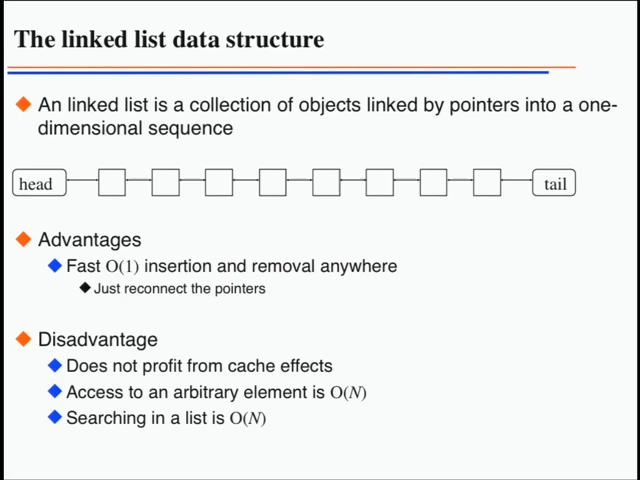 The linked list data structure
An linked list is a collection of objects linked by pointers into a one-
dimensional sequence
head tail
Advantages
Fast O(1) insertion and removal anywhere
Just reconnect the pointers
Disadvantage
Does not profit from cache effects
Access to an arbitrary element is O(N)
Searching in a list is O(N)